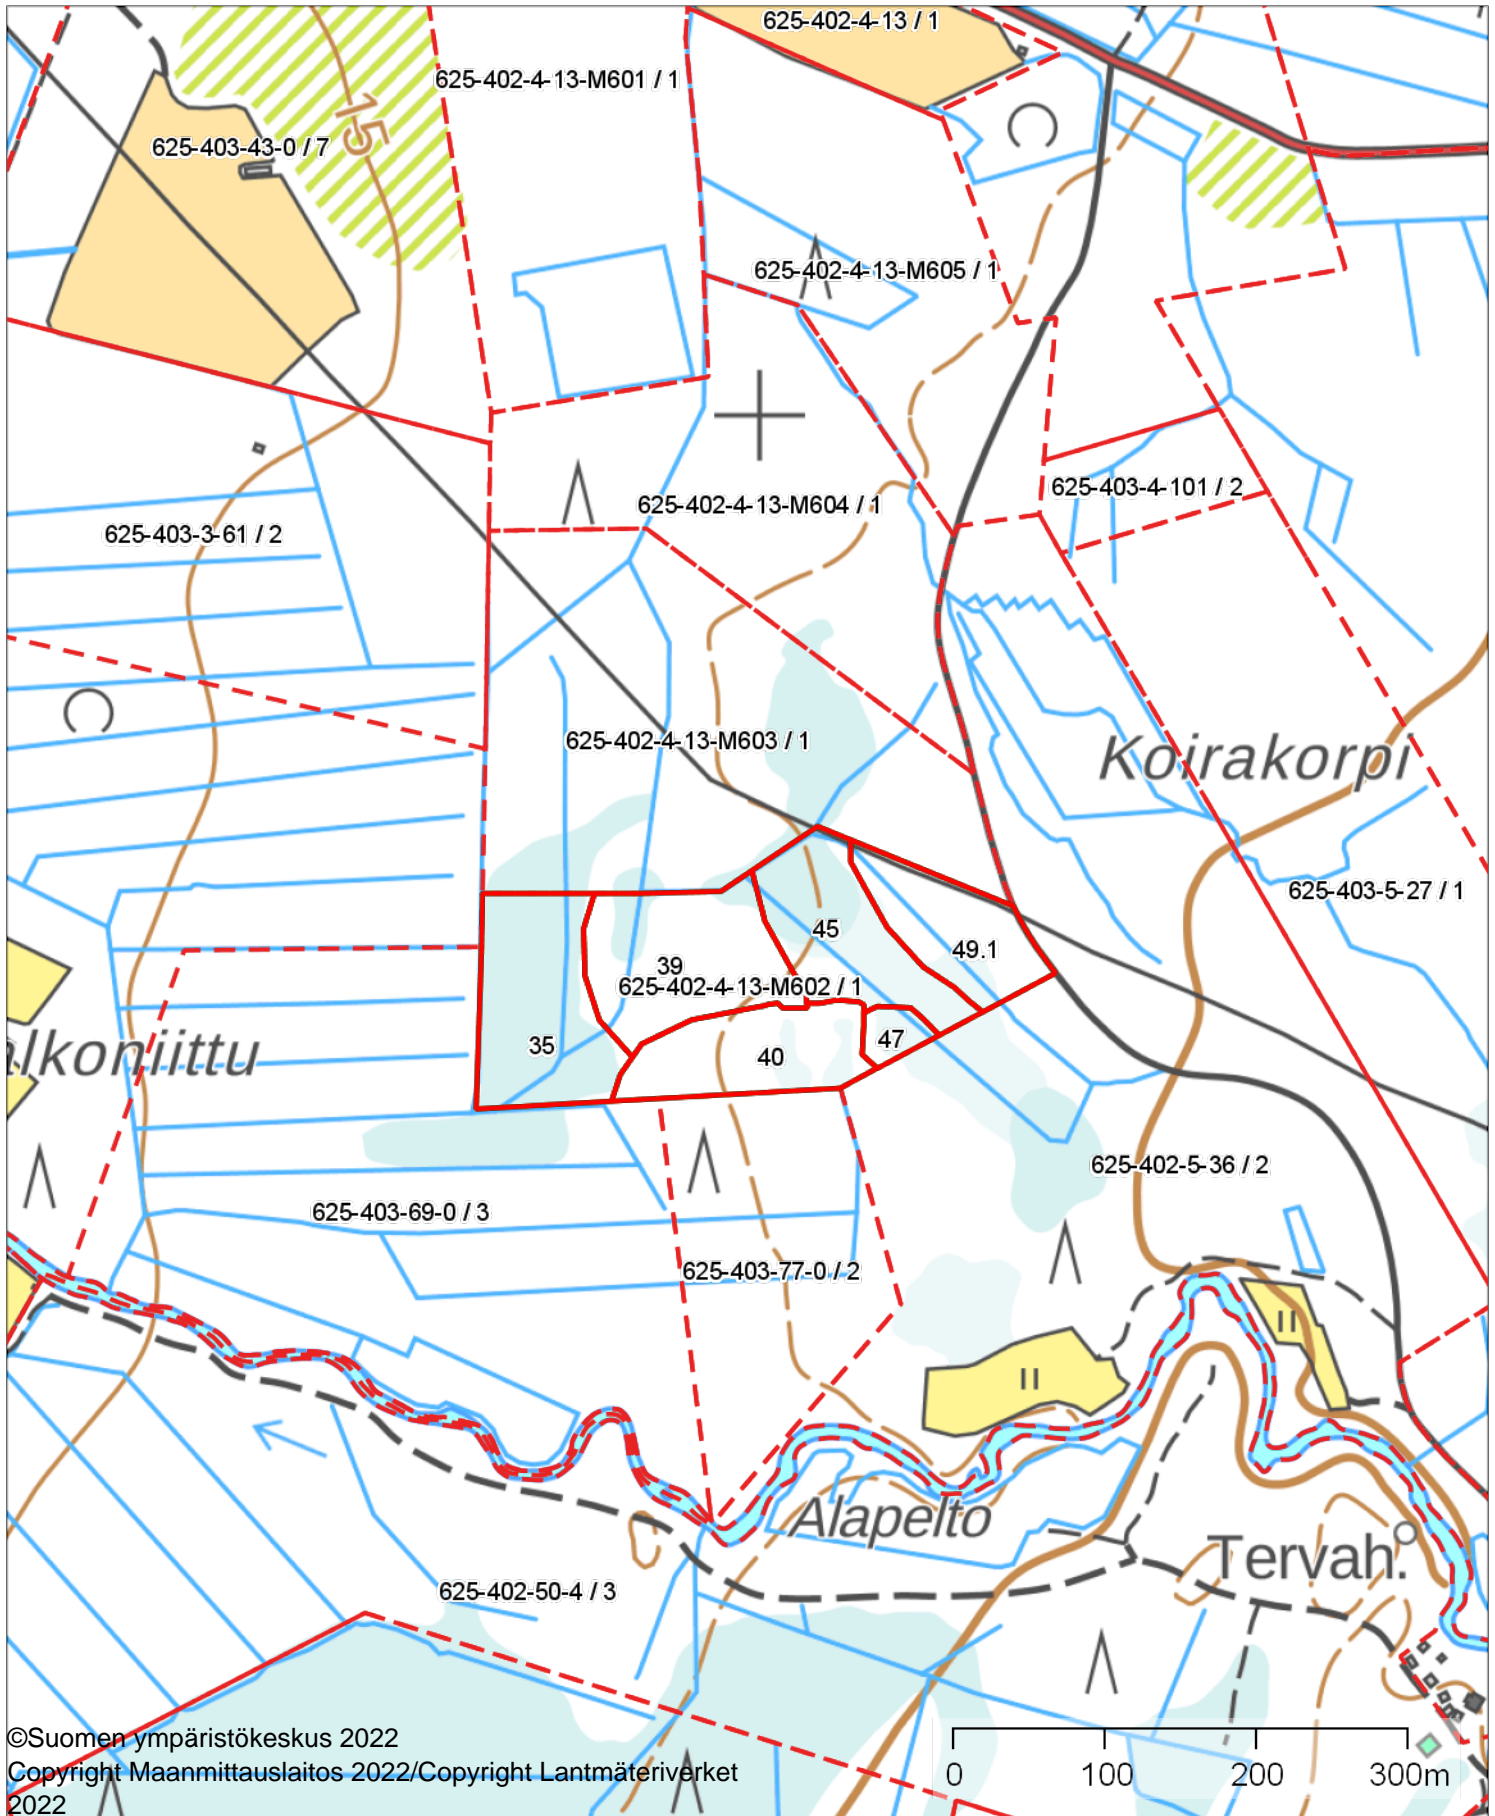 625-402-4-13 / 1
625-402-4-13-M601 / 1
15
625-403-43-0 / 7
625-402-4-13-M605 / 1
625-403-4-101 / 2
625-402-4-13-M604 / 1
625-403-3-61 / 2
625-402-4-13-M603 / 1
Koirakorpi
625-403-5-27 / 1
45
49.1
39
625-402-4-13-M602 / 1
47
35
40
alkoniittu
625-402-5-36 / 2
625-403-69-0 / 3
625-403-77-0 / 2
Alapelto
Tervah.
625-402-50-4 / 3
©Suomen ympäristökeskus 2022
Copyright Maanmittauslaitos 2022/Copyright Lantmäteriverket
2022
0 100 200 300m